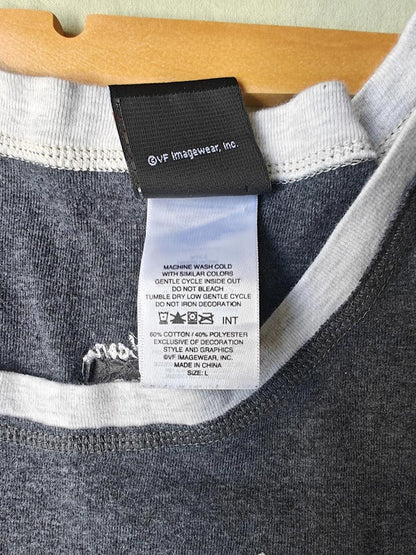 ©VF Imagewear, Inc.
MACHINE WASH COLD
WITH SIMILAR COLORS
GENTLE CYCLE INSIDE OUT
DO NOT BLEACH
TUMBLE DRY LOW GENTLE CYCLE
DO NOT IRON DECORATION
INT
60% COTTON / 40% POLYESTER
EXCLUSIVE OF DECORATION
STYLE AND GRAPHICS
©VF IMAGEWEAR, INC.
MADE IN CHINA
SIZE: L